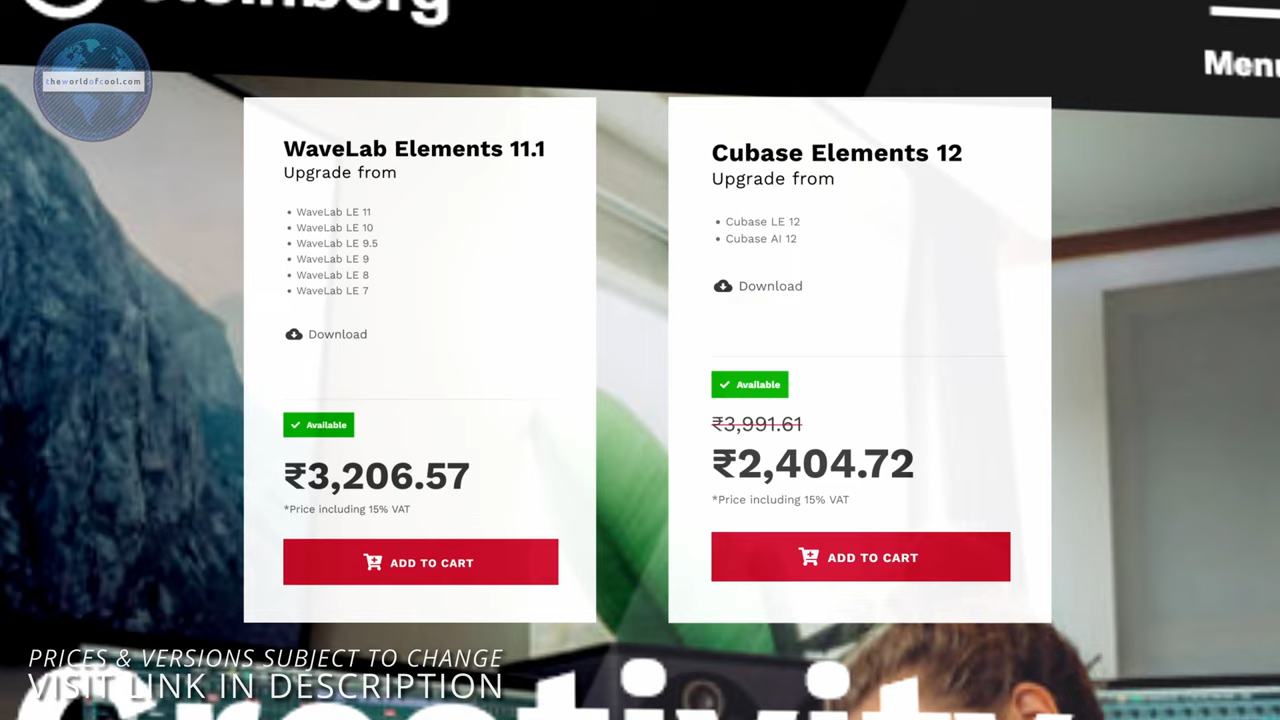 Steinberg
Menu
theworldofcool.com
WaveLab Elements 11.1
Upgrade from
• WaveLab LE 11
• WaveLab LE 10
• WaveLab LE 9.5
• WaveLab LE 9
• WaveLab LE 8
• WaveLab LE 7
Download
Available
₹3,206.57
*Price including 15% VAT
ADD TO CART
Cubase Elements 12
Upgrade from
• Cubase LE 12
• Cubase AI 12
Download
Available
₹3,991.61
₹2,404.72
*Price including 15% VAT
ADD TO CART
PRICES & VERSIONS SUBJECT TO CHANGE
VISIT LINK IN DESCRIPTION
Creativity